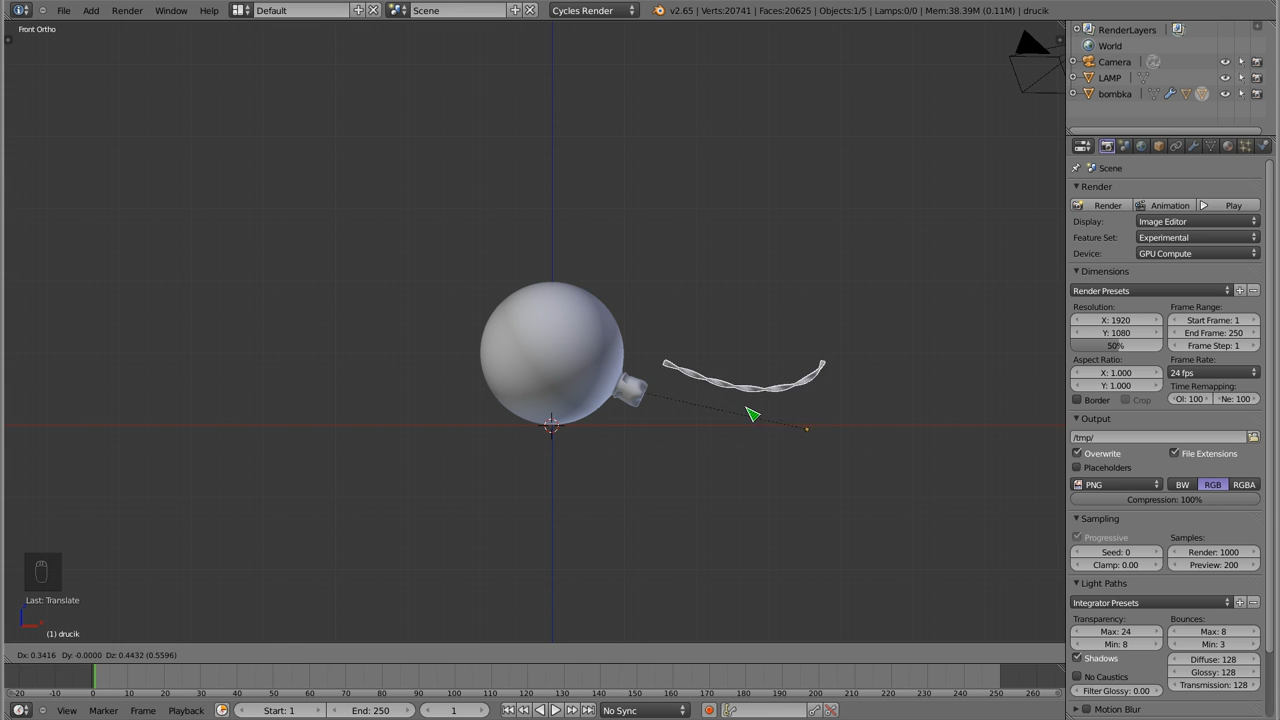 File Add Render Window Help Default Scene Cycles Render v2.65 | Verts:20741 | Faces:20625 | Objects:1/5 | Lamps:0/0 | Mem:38.39M (0.11M) | drucik
Front Ortho
RenderLayers
World
Camera
LAMP
bombka
Scene
Render
Render Animation Play
Display: Image Editor
Feature Set: Experimental
Device: GPU Compute
Dimensions
Render Presets
Resolution: Frame Range:
X: 1920 Start Frame: 1
Y: 1080 End Frame: 250
50% Frame Step: 1
Aspect Ratio: Frame Rate:
X: 1.000 24 fps
Y: 1.000 Time Remapping:
Border Crop Ol: 100 Ne: 100
Output
/tmp/
Overwrite File Extensions
Placeholders
PNG BW RGB RGBA
Compression: 100%
Sampling
Progressive Samples:
Seed: 0 Render: 1000
Clamp: 0.00 Preview: 200
Light Paths
Integrator Presets
Transparency: Bounces:
Max: 24 Max: 8
Min: 8 Min: 3
Shadows Diffuse: 128
Glossy: 128
No Caustics Transmission: 128
Filter Glossy: 0.00
Motion Blur
Last: Translate
(1) drucik
Dx: 0.3416 Dy: -0.0000 Dz: 0.4432 (0.5596)
-20 -10 0 10 20 30 40 50 60 70 80 90 100 110 120 130 140 150 160 170 180 190 200 210 220 230 240 250 260
View Marker Frame Playback Start: 1 End: 250 1 No Sync